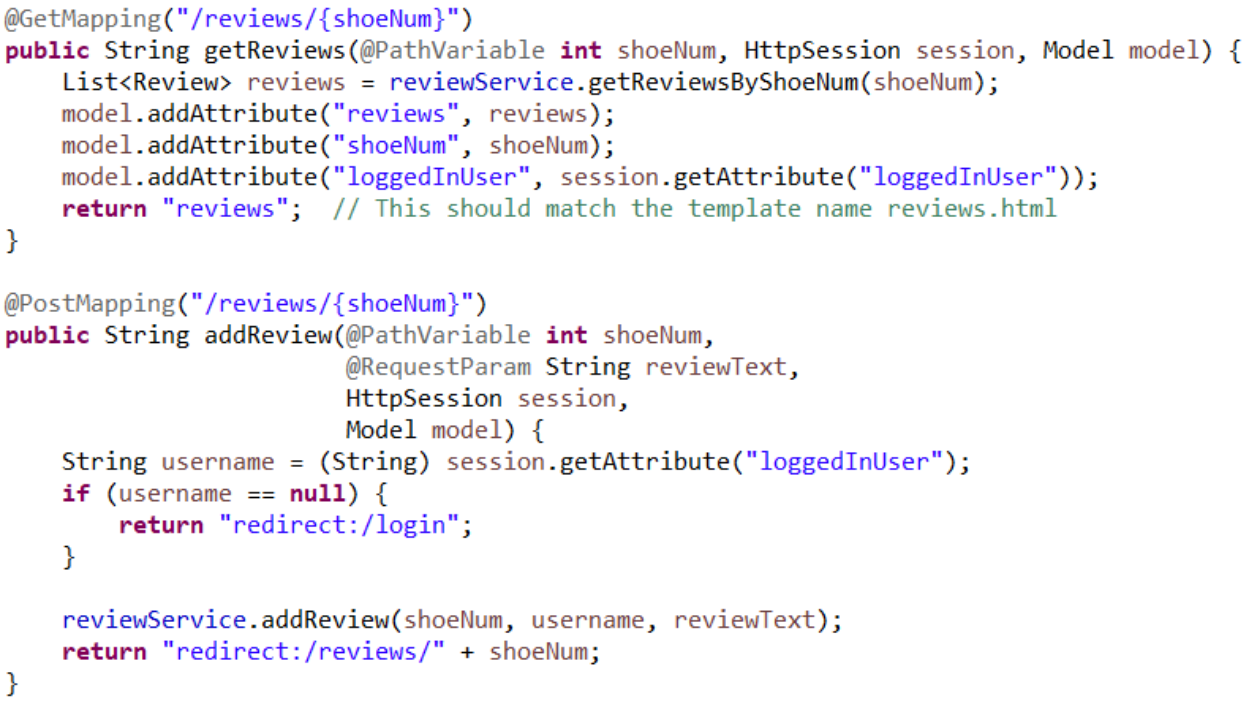 @GetMapping("/reviews/{shoeNum}")
public String getReviews(@PathVariable int shoeNum, HttpSession session, Model model) {
    List<Review> reviews = reviewService.getReviewsByShoeNum(shoeNum);
    model.addAttribute("reviews", reviews);
    model.addAttribute("shoeNum", shoeNum);
    model.addAttribute("loggedInUser", session.getAttribute("loggedInUser"));
    return "reviews";  // This should match the template name reviews.html
}

@PostMapping("/reviews/{shoeNum}")
public String addReview(@PathVariable int shoeNum,
                        @RequestParam String reviewText,
                        HttpSession session,
                        Model model) {
    String username = (String) session.getAttribute("loggedInUser");
    if (username == null) {
        return "redirect:/login";
    }

    reviewService.addReview(shoeNum, username, reviewText);
    return "redirect:/reviews/" + shoeNum;
}